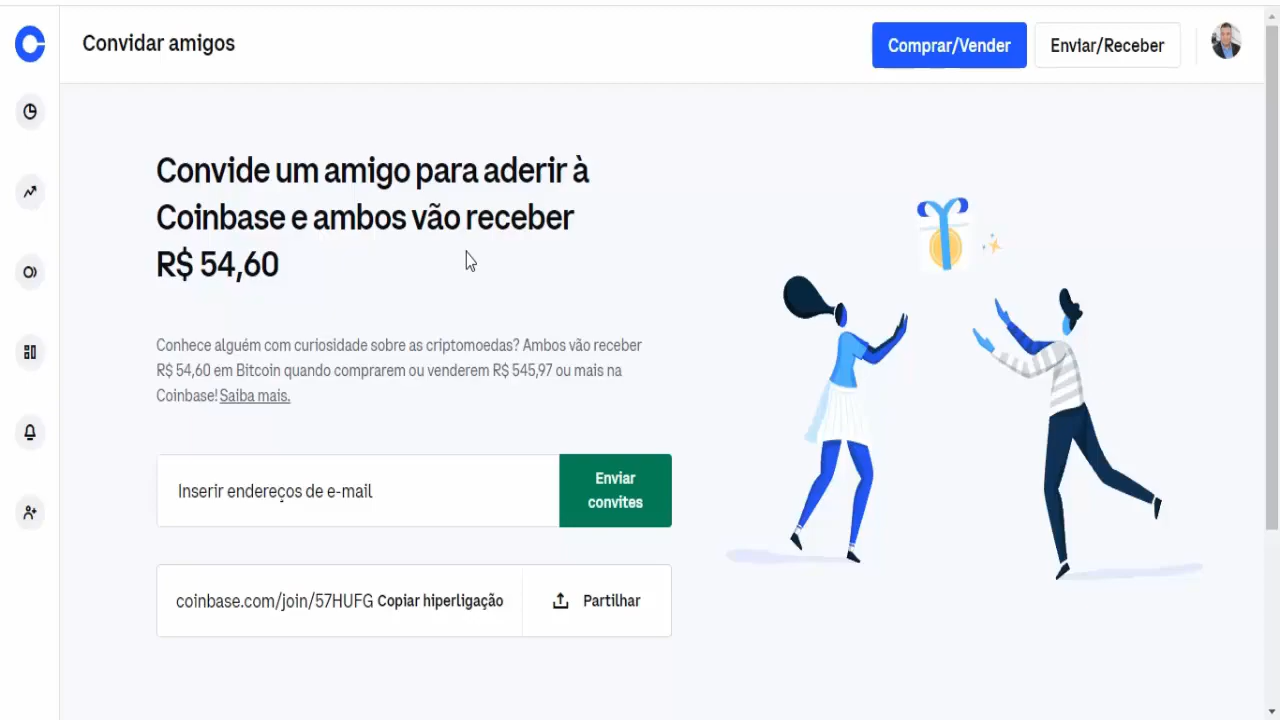 Convidar amigos
Comprar/Vender
Enviar/Receber
Convide um amigo para aderir à
Coinbase e ambos vão receber
R$ 54,60
Conhece alguém com curiosidade sobre as criptomoedas? Ambos vão receber
R$ 54,60 em Bitcoin quando comprarem ou venderem R$ 545,97 ou mais na
Coinbase! Saiba mais.
Inserir endereços de e-mail
Enviar
convites
coinbase.com/join/57HUFG Copiar hiperligação
Partilhar